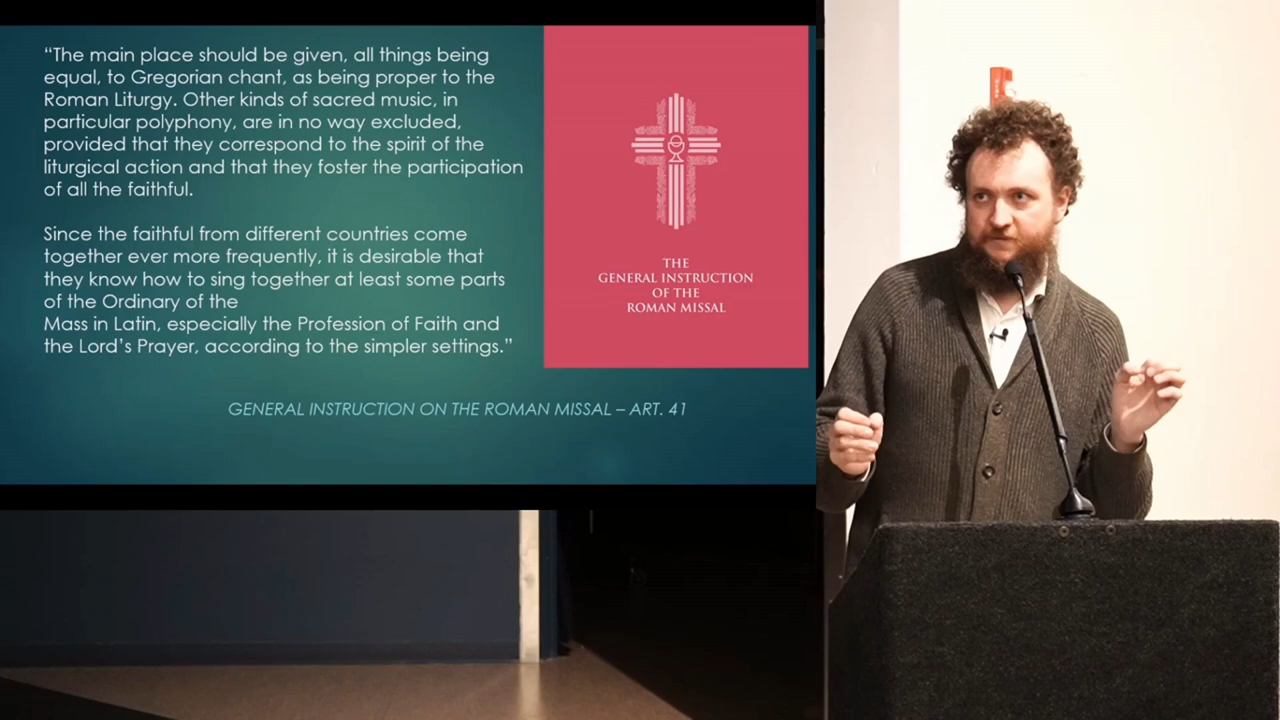 “The main place should be given, all things being
equal, to Gregorian chant, as being proper to the
Roman Liturgy. Other kinds of sacred music, in
particular polyphony, are in no way excluded,
provided that they correspond to the spirit of the
liturgical action and that they foster the participation
of all the faithful.
Since the faithful from different countries come
together ever more frequently, it is desirable that
they know how to sing together at least some parts
of the Ordinary of the
Mass in Latin, especially the Profession of Faith and
the Lord’s Prayer, according to the simpler settings.”
THE
GENERAL INSTRUCTION
OF THE
ROMAN MISSAL
GENERAL INSTRUCTION ON THE ROMAN MISSAL – ART. 41